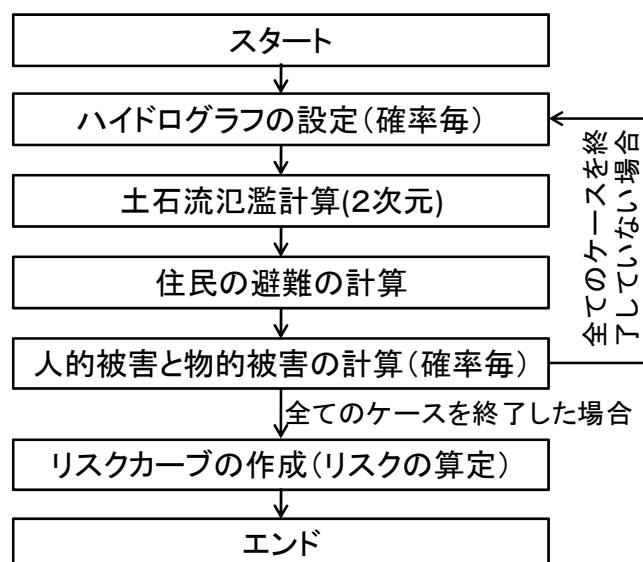 スタート
ハイドログラフの設定(確率毎)
土石流氾濫計算(2次元)
住民の避難の計算
人的被害と物的被害の計算(確率毎)
全てのケースを終
了していない場合
全てのケースを終了した場合
リスクカーブの作成(リスクの算定)
エンド